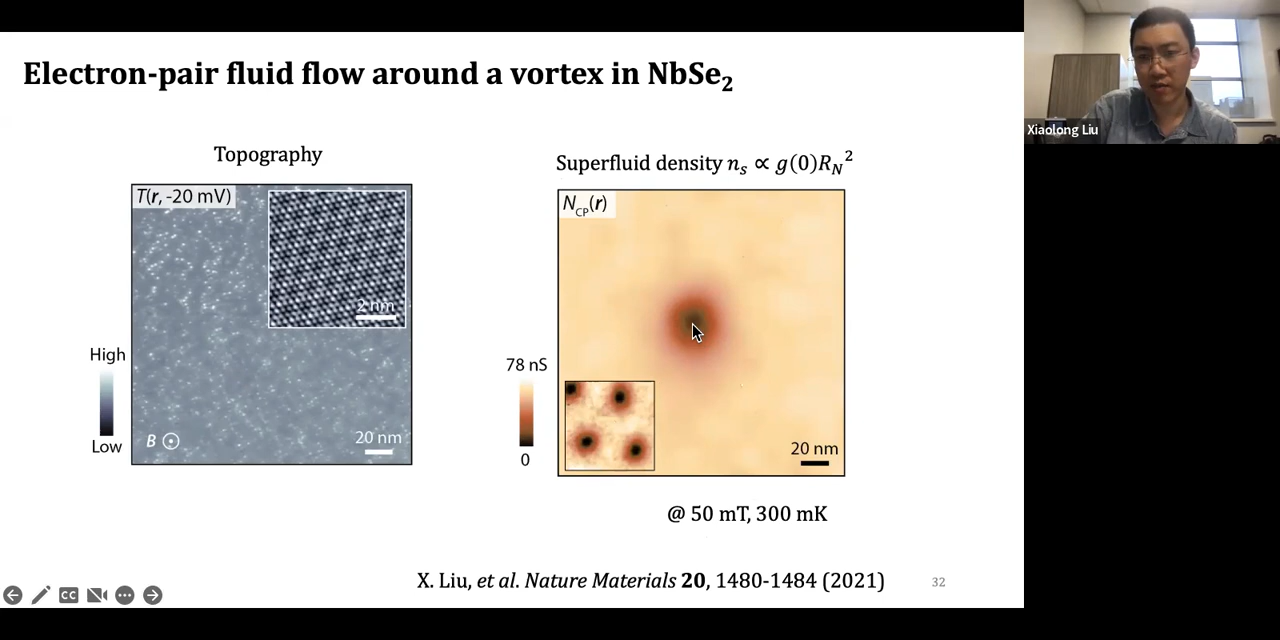 Electron-pair fluid flow around a vortex in NbSe₂
Xiaolong Liu
Topography
Superfluid density nₛ ∝ g(0)R_N²
T(r, -20 mV)
2 nm
High
Low
B
20 nm
N_CP(r)
78 nS
0
20 nm
@ 50 mT, 300 mK
X. Liu, et al. Nature Materials 20, 1480-1484 (2021)
32
CC